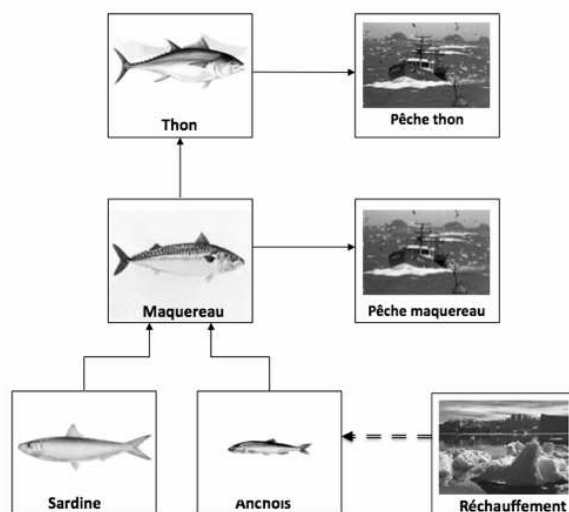 Thon
Pêche thon
Maquereau
Pêche maquereau
Sardine
Anchois
Réchauffement